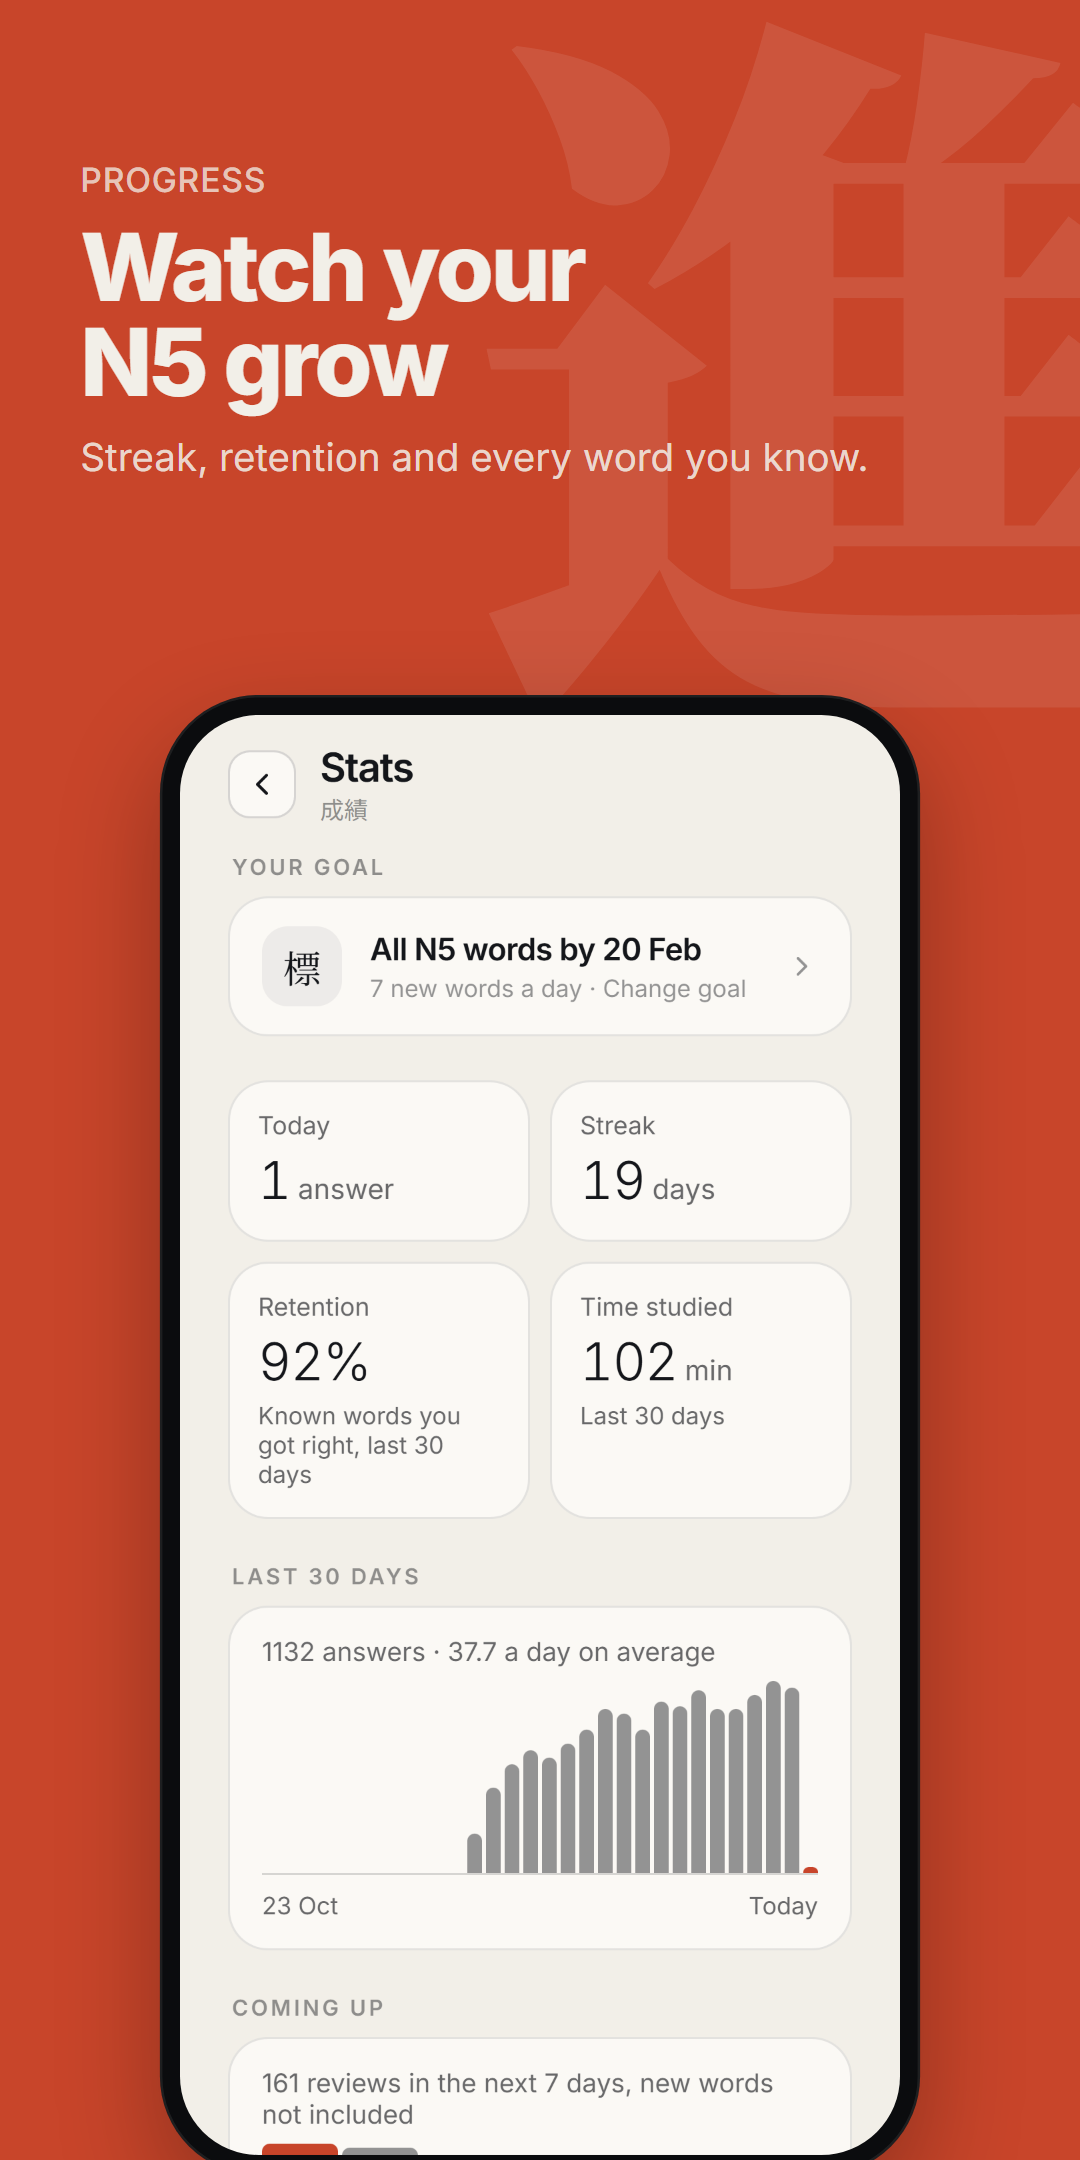 進
PROGRESS
Watch your
N5 grow
Streak, retention and every word you know.
Stats
成績
YOUR GOAL
標
All N5 words by 20 Feb
7 new words a day · Change goal
Today
1 answer
Streak
19 days
Retention
92%
Known words you
got right, last 30
days
Time studied
102 min
Last 30 days
LAST 30 DAYS
1132 answers · 37.7 a day on average
23 Oct
Today
COMING UP
161 reviews in the next 7 days, new words
not included